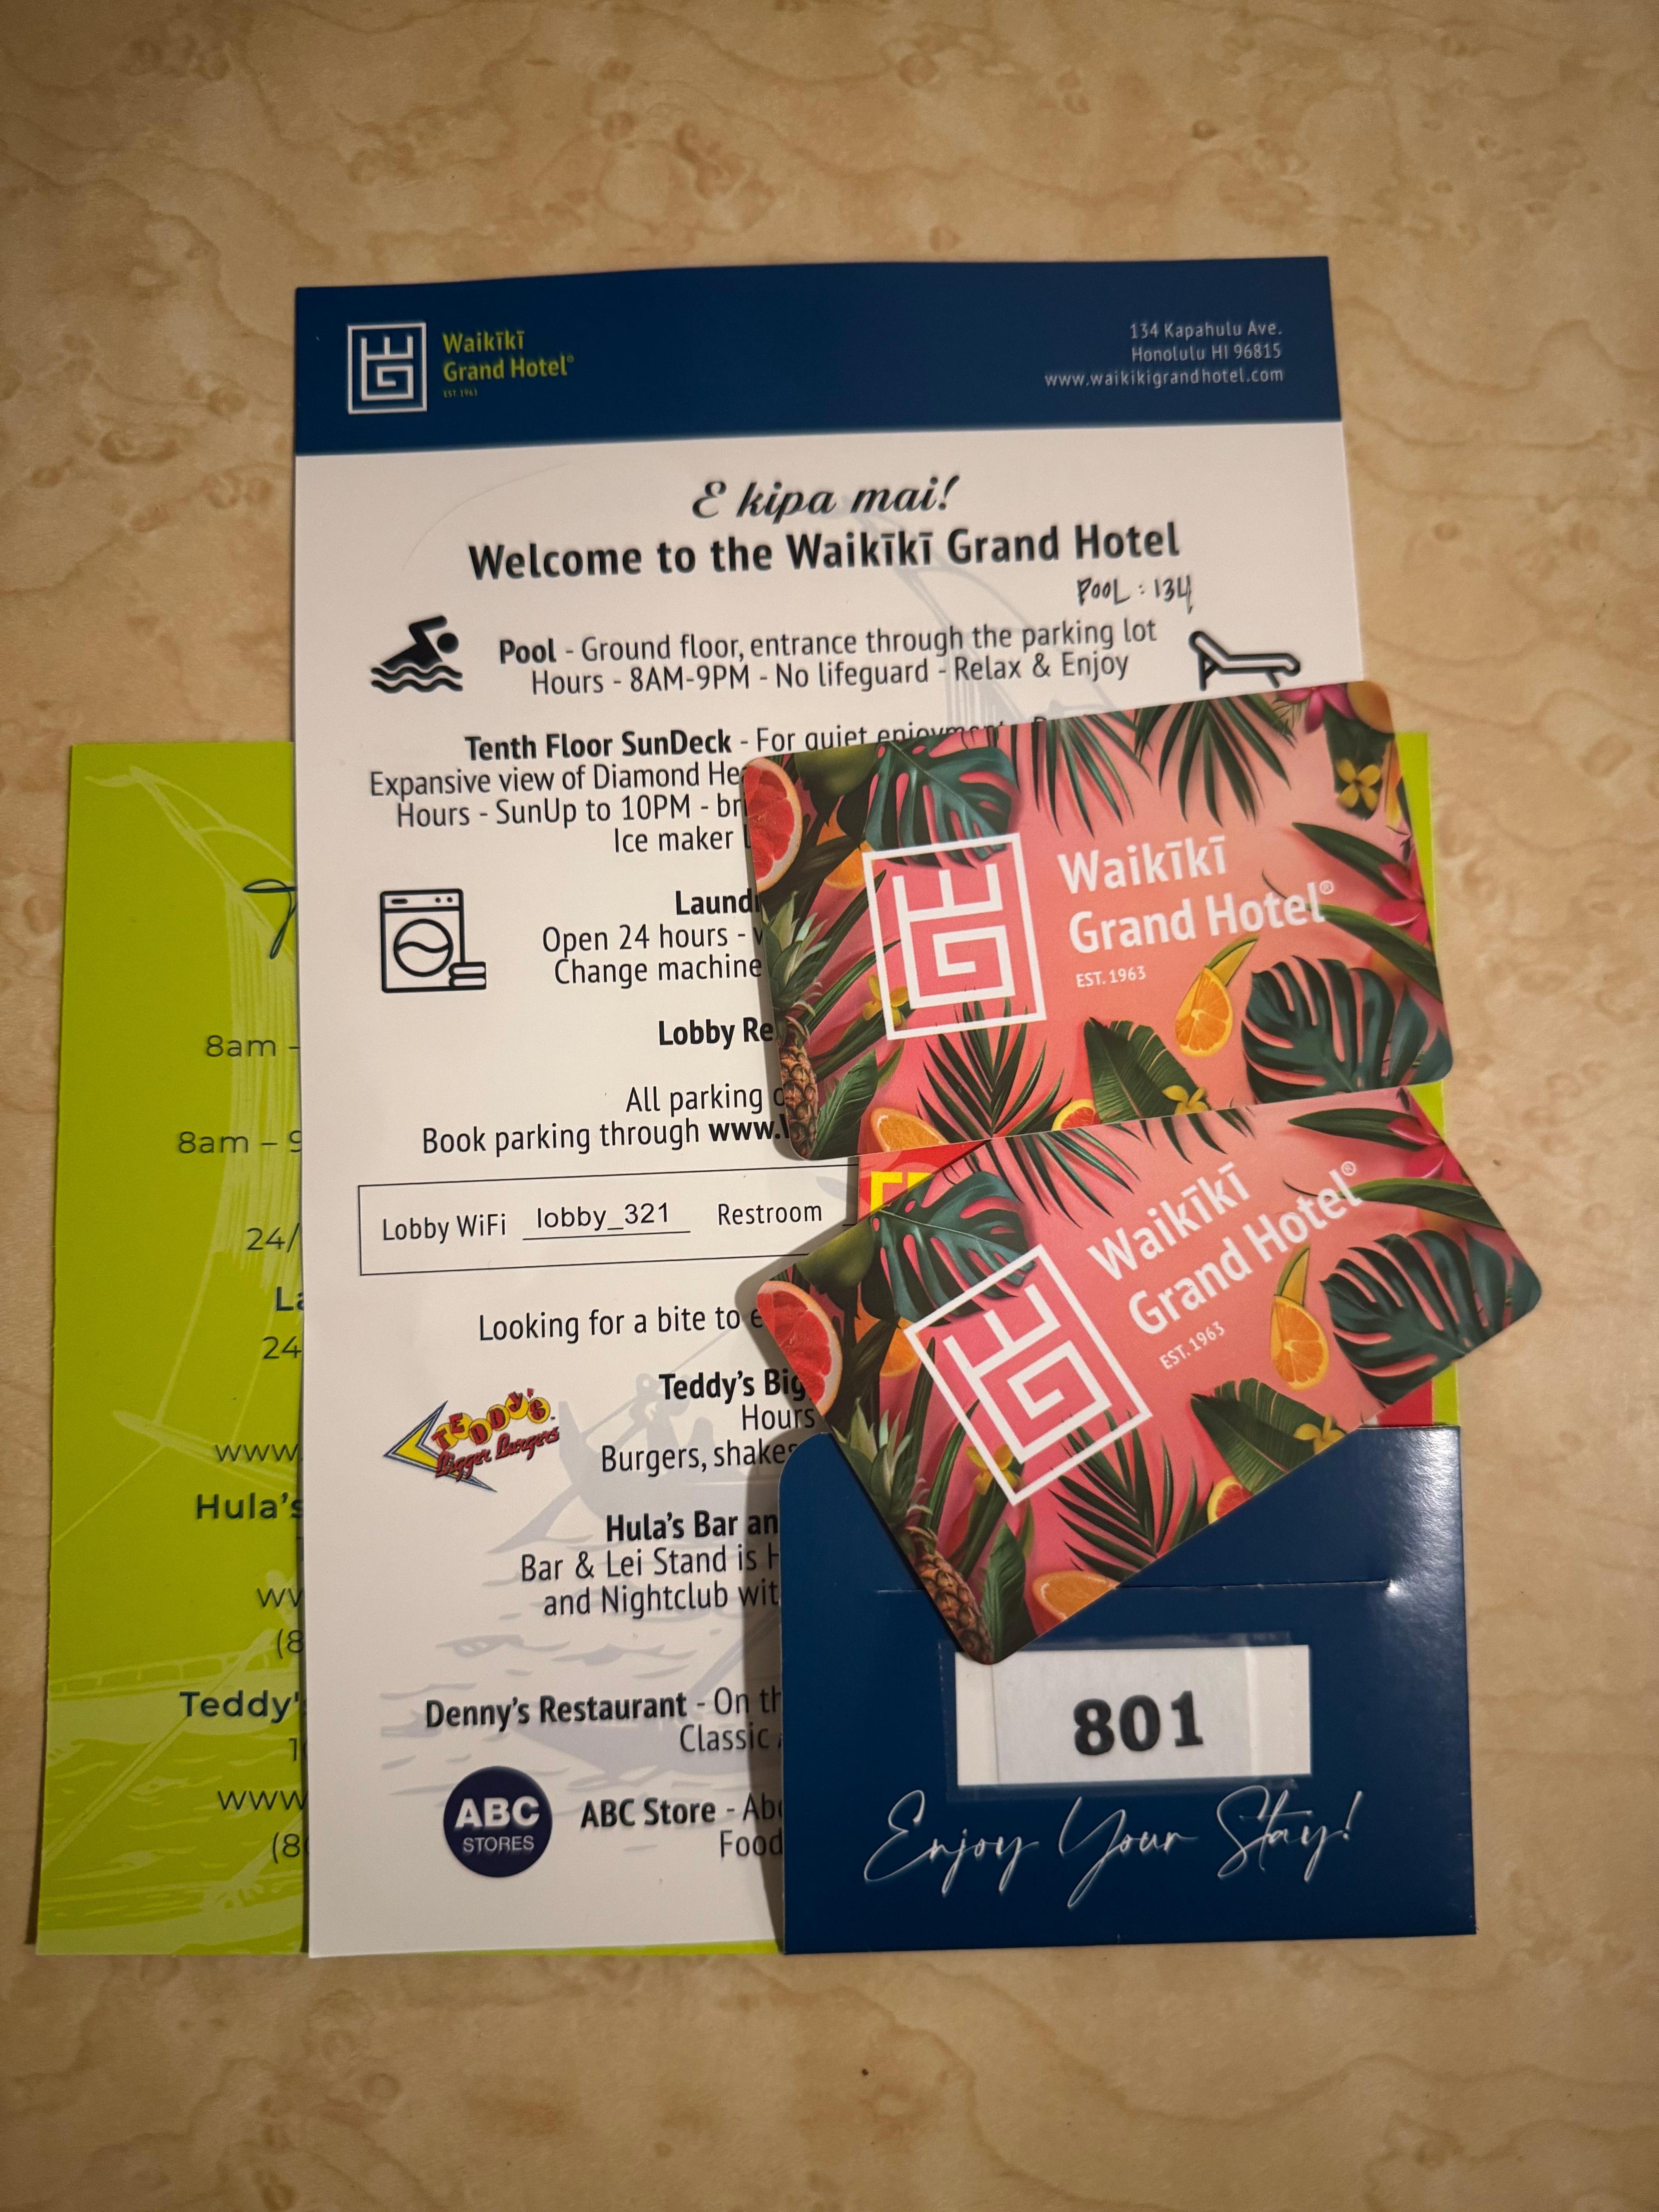 Waikīkī
Grand Hotel®
EST. 1963
134 Kapahulu Ave.
Honolulu HI 96815
www.waikikigrandhotel.com
E kipa mai!
Welcome to the Waikīkī Grand Hotel
POOL : 134
Pool - Ground floor, entrance through the parking lot
Hours - 8AM-9PM - No lifeguard - Relax & Enjoy
Tenth Floor SunDeck - For quiet enjoyment
Expansive view of Diamond
Hours - SunUp to 10PM -
Ice maker
Open 24 hours -
Change machine
Lobby
All parking
Book parking through www.
Lobby WiFi lobby_321 Restroom
Looking for a bite to
Teddy's
Hours
TEDDY'S
Bigger Burgers
Burgers, shakes
Hula's Bar
Bar & Lei Stand is
and Nightclub
Denny's Restaurant - On
Classic
ABC
STORES
ABC Store -
Food
8am -
8am –
24/
24
www.
Hula's
Teddy's
www
Waikīkī
Grand Hotel®
EST. 1963
Waikīkī
Grand Hotel®
EST. 1963
801
Enjoy Your Stay!